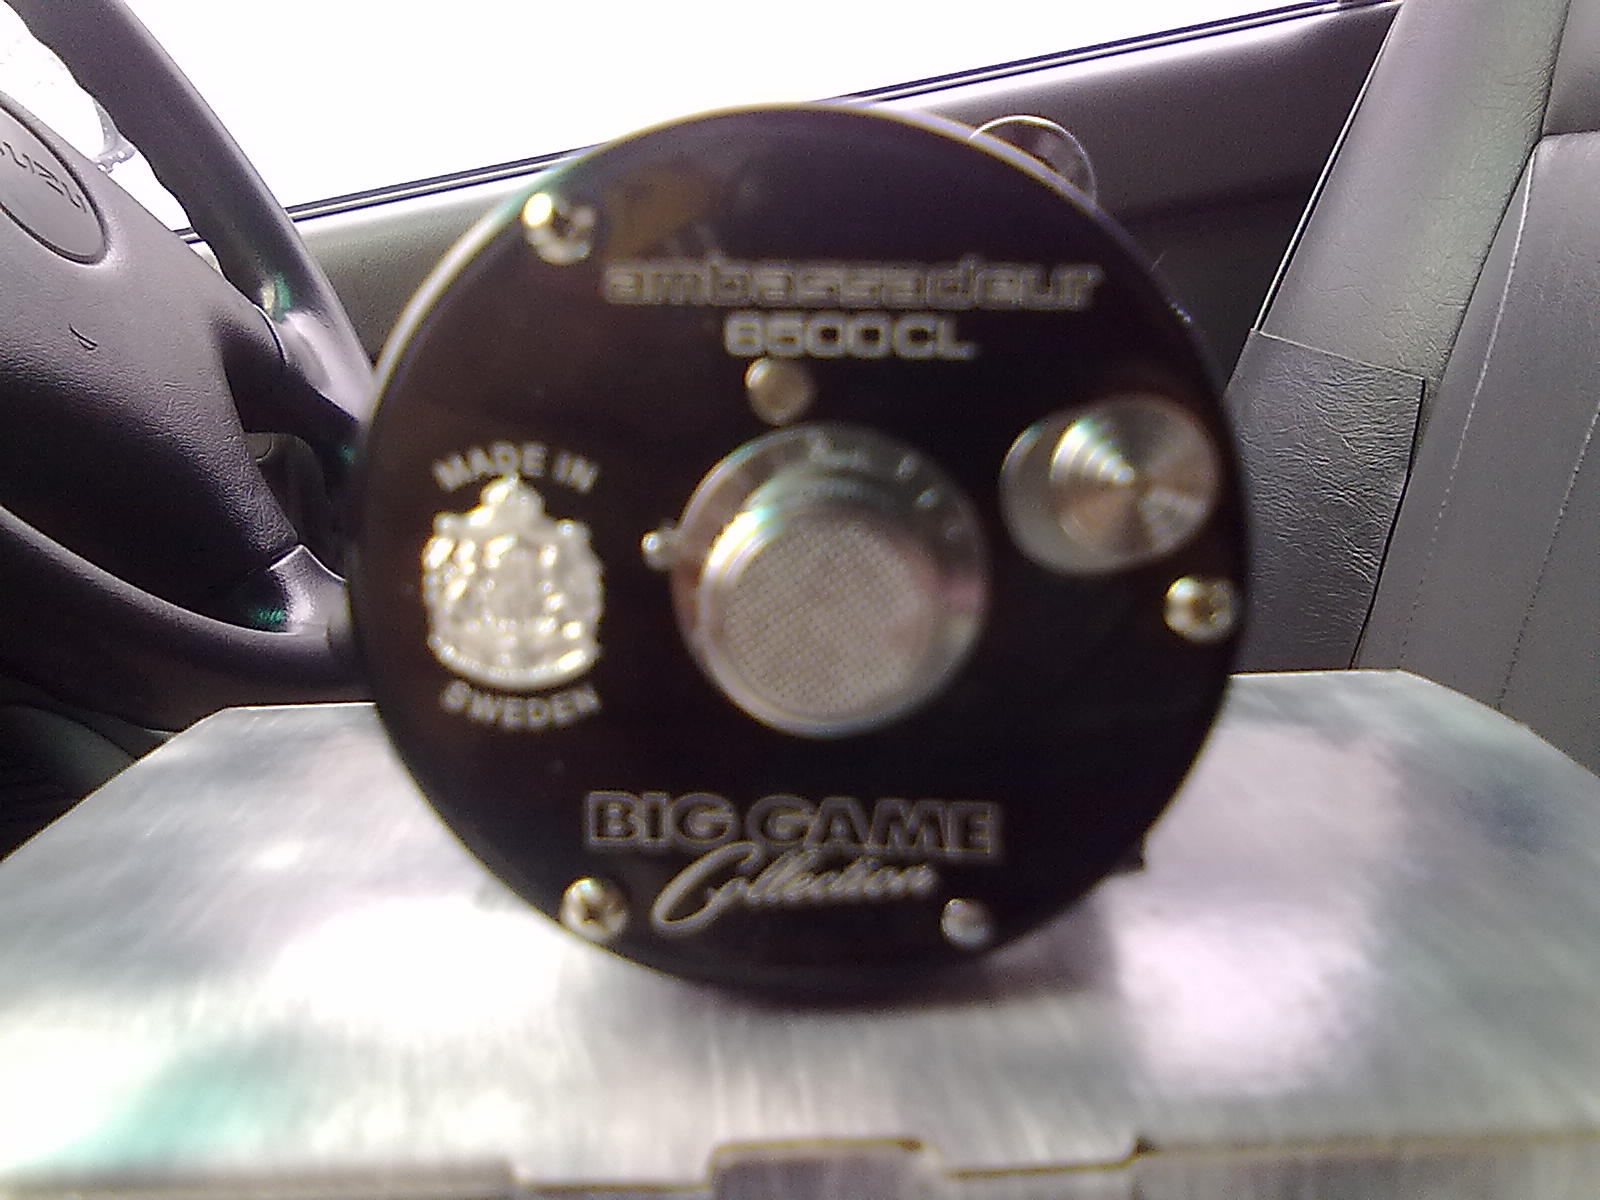 ambassadeur
6500CL
MADE IN
SWEDEN
BIG GAME
Collection